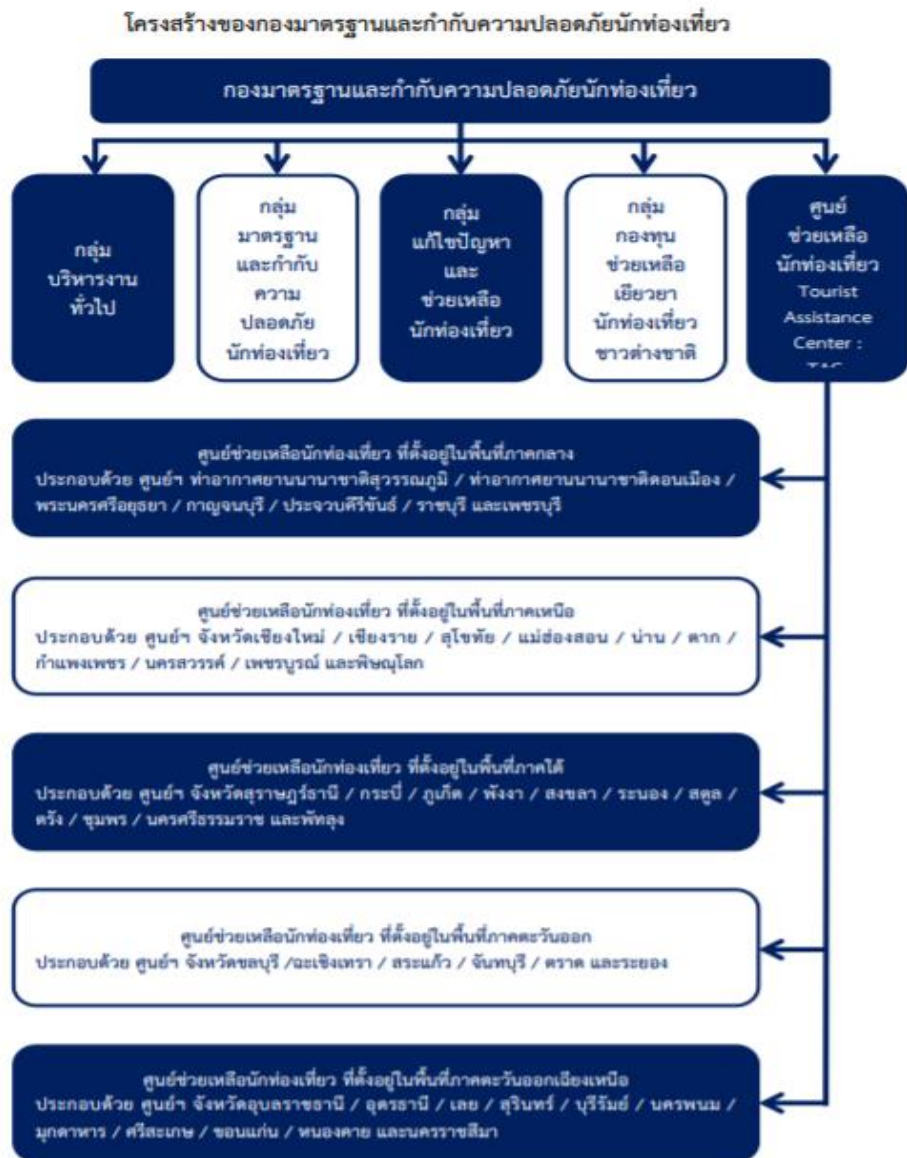 โครงสร้างของกองมาตรฐานและกำกับความปลอดภัยนักท่องเที่ยว
กองมาตรฐานและกำกับความปลอดภัยนักท่องเที่ยว
กลุ่ม
บริหารงาน
ทั่วไป
กลุ่ม
มาตรฐาน
และกำกับ
ความ
ปลอดภัย
นักท่องเที่ยว
กลุ่ม
แก้ไขปัญหา
และ
ช่วยเหลือ
นักท่องเที่ยว
กลุ่ม
กองทุน
ช่วยเหลือ
เยียวยา
นักท่องเที่ยว
ชาวต่างชาติ
ศูนย์
ช่วยเหลือ
นักท่องเที่ยว
Tourist
Assistance
Center :
ศูนย์ช่วยเหลือนักท่องเที่ยว ที่ตั้งอยู่ในพื้นที่ภาคกลาง
ประกอบด้วย ศูนย์ฯ ท่าอากาศยานนานาชาติสุวรรณภูมิ / ท่าอากาศยานนานาชาติดอนเมือง /
พระนครศรีอยุธยา / กาญจนบุรี / ประจวบคีรีขันธ์ / ราชบุรี และเพชรบุรี
ศูนย์ช่วยเหลือนักท่องเที่ยว ที่ตั้งอยู่ในพื้นที่ภาคเหนือ
ประกอบด้วย ศูนย์ฯ จังหวัดเชียงใหม่ / เชียงราย / สุโขทัย / แม่ฮ่องสอน / น่าน / ตาก /
กำแพงเพชร / นครสวรรค์ / เพชรบูรณ์ และพิษณุโลก
ศูนย์ช่วยเหลือนักท่องเที่ยว ที่ตั้งอยู่ในพื้นที่ภาคใต้
ประกอบด้วย ศูนย์ฯ จังหวัดสุราษฎร์ธานี / กระบี่ / ภูเก็ต / พังงา / สงขลา / ระนอง / สตูล /
ตรัง / ชุมพร / นครศรีธรรมราช และพัทลุง
ศูนย์ช่วยเหลือนักท่องเที่ยว ที่ตั้งอยู่ในพื้นที่ภาคตะวันออก
ประกอบด้วย ศูนย์ฯ จังหวัดชลบุรี /ฉะเชิงเทรา / สระแก้ว / จันทบุรี / ตราด และระยอง
ศูนย์ช่วยเหลือนักท่องเที่ยว ที่ตั้งอยู่ในพื้นที่ภาคตะวันออกเฉียงเหนือ
ประกอบด้วย ศูนย์ฯ จังหวัดอุบลราชธานี / อุดรธานี / เลย / สุรินทร์ / บุรีรัมย์ / นครพนม /
มุกดาหาร / ศรีสะเกษ / ขอนแก่น / หนองคาย และนครราชสีมา